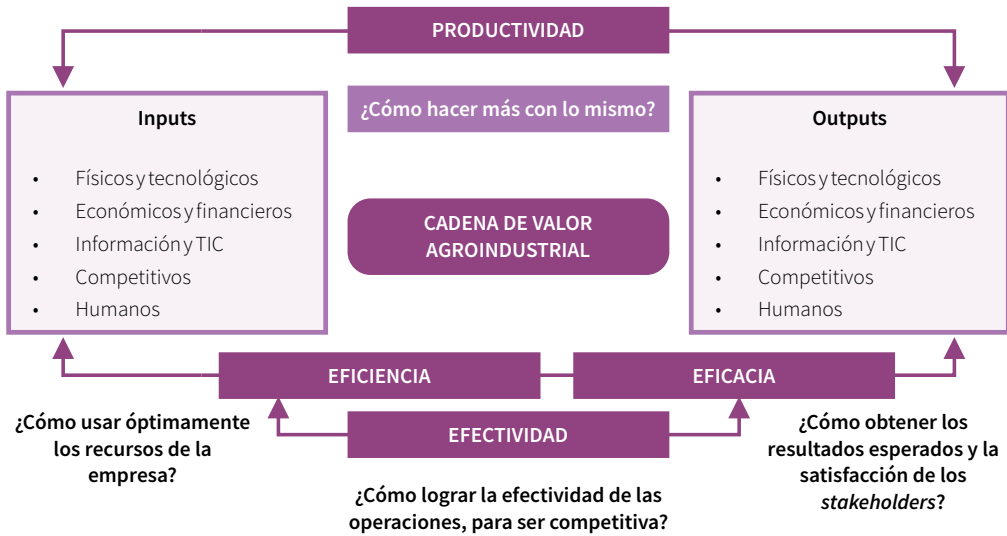 PRODUCTIVIDAD
¿Cómo hacer más con lo mismo?
Inputs
• Físicos y tecnológicos
• Económicos y financieros
• Información y TIC
• Competitivos
• Humanos
CADENA DE VALOR
AGROINDUSTRIAL
Outputs
• Físicos y tecnológicos
• Económicos y financieros
• Información y TIC
• Competitivos
• Humanos
EFICIENCIA
EFICACIA
¿Cómo usar óptimamente
los recursos de la
empresa?
EFECTIVIDAD
¿Cómo lograr la efectividad de las
operaciones, para ser competitiva?
¿Cómo obtener los
resultados esperados y la
satisfacción de los
stakeholders?